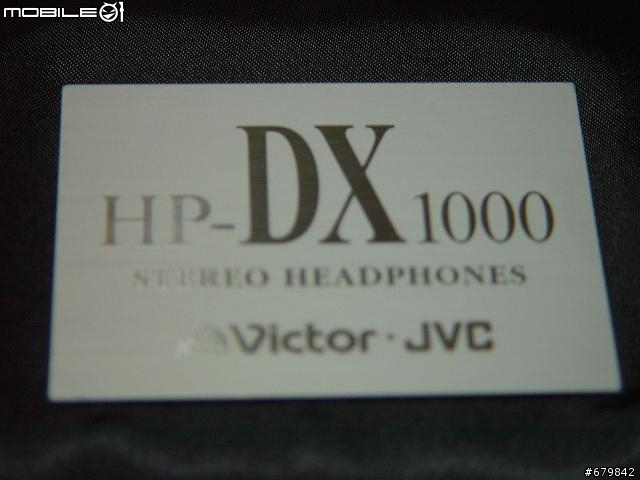 MOBILE01
HP-DX1000
STEREO HEADPHONES
Victor · JVC
#679842